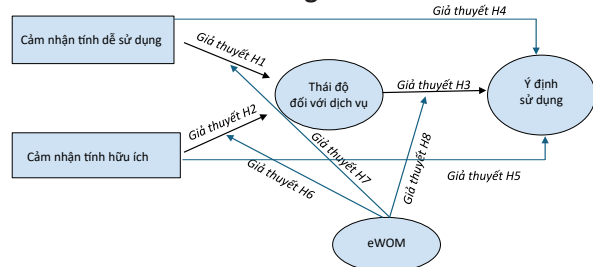 Giả thuyết H4
Cảm nhận tính dễ sử dụng
Giả thuyết H1
Thái độ
đối với dịch vụ
Giả thuyết H3
Ý định
sử dụng
Giả thuyết H2
Cảm nhận tính hữu ích
Giả thuyết H7
Giả thuyết H8
Giả thuyết H6
Giả thuyết H5
eWOM